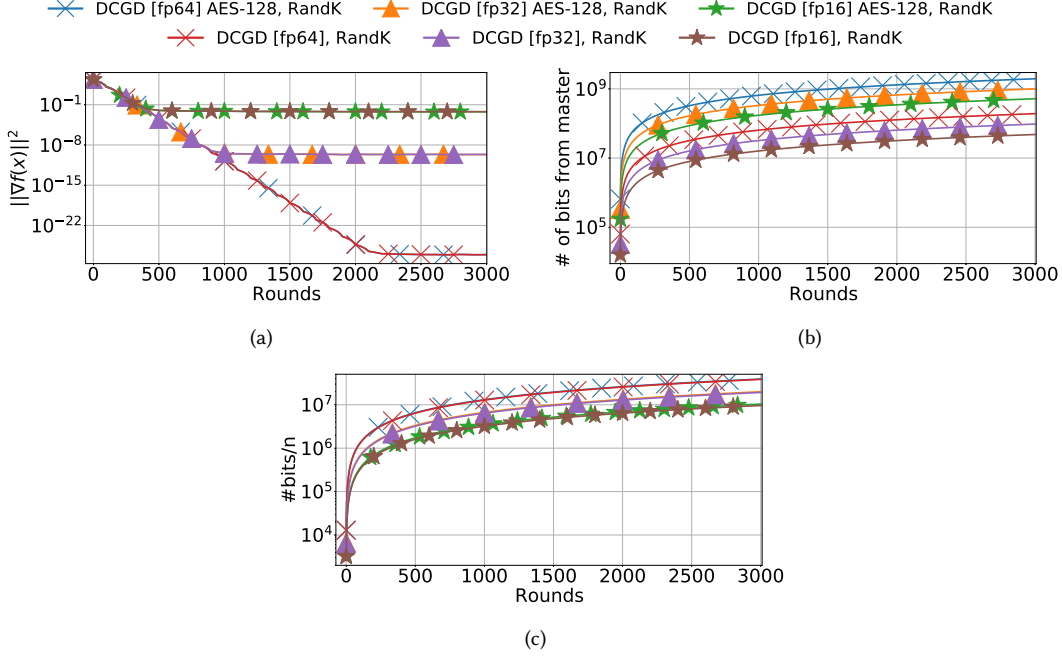 DCGD [fp64] AES-128, RandK DCGD [fp32] AES-128, RandK DCGD [fp16] AES-128, RandK
DCGD [fp64], RandK DCGD [fp32], RandK DCGD [fp16], RandK
||∇f(x)||²
10⁻¹
10⁻⁸
10⁻¹⁵
10⁻²²
0 500 1000 1500 2000 2500 3000
Rounds
(a)
# of bits from master
10⁹
10⁷
10⁵
0 500 1000 1500 2000 2500 3000
Rounds
(b)
#bits/n
10⁷
10⁶
10⁵
10⁴
0 500 1000 1500 2000 2500 3000
Rounds
(c)